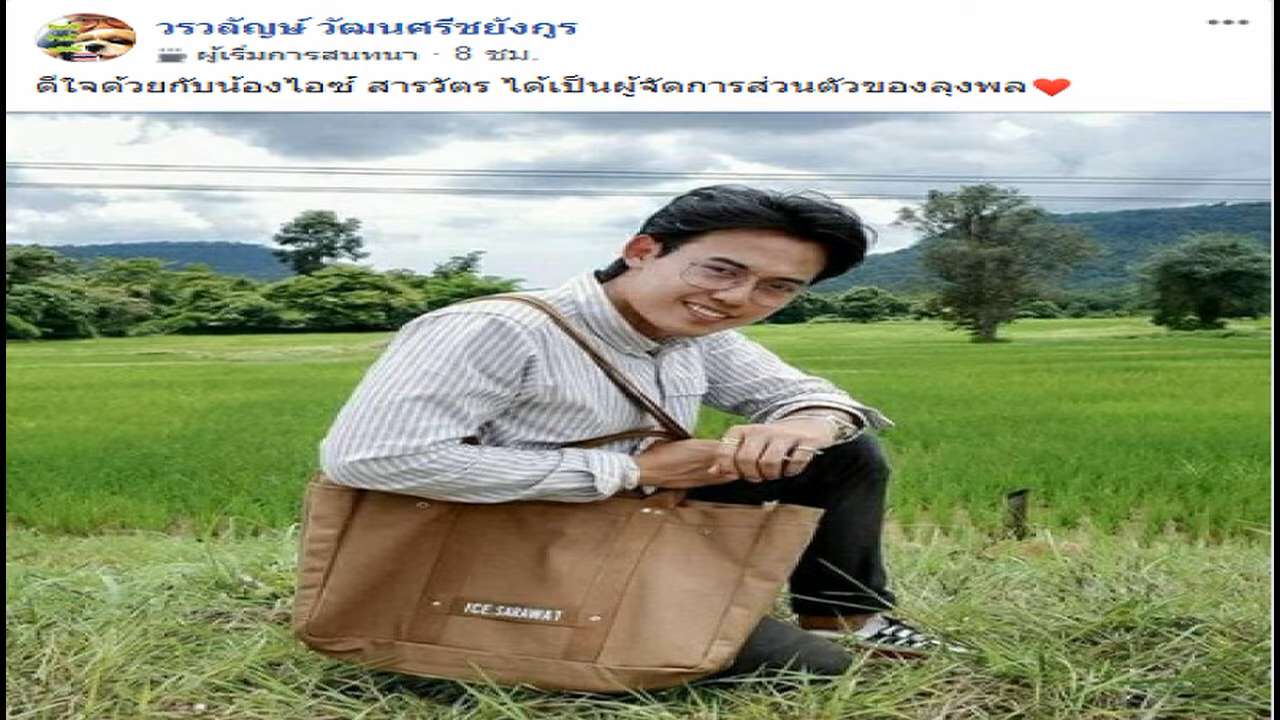 วรวลัญษ์ วัฒนศรีชยังกูร
ผู้เริ่มการสนทนา · 8 ชม.
ดีใจด้วยกับน้องไอซ์ สารวัตร ได้เป็นผู้จัดการส่วนตัวของลุงพล❤
ICE SARAWAT